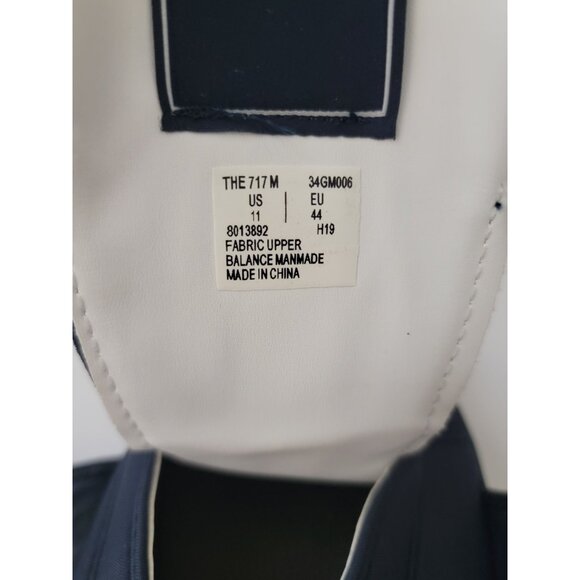 THE 717 M 34GM006
US | EU
11 | 44
8013892 H19
FABRIC UPPER
BALANCE MANMADE
MADE IN CHINA